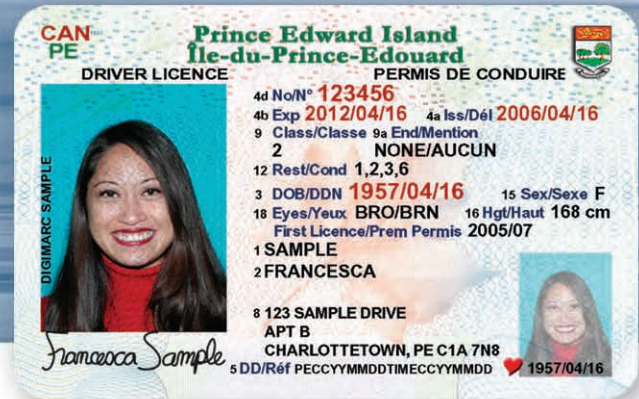 CAN
PE
Prince Edward Island
Île-du-Prince-Edouard
DRIVER LICENCE PERMIS DE CONDUIRE
4d No/N° 123456
4b Exp 2012/04/16 4a Iss/Dél 2006/04/16
9 Class/Classe 9a End/Mention
2 NONE/AUCUN
12 Rest/Cond 1,2,3,6
3 DOB/DDN 1957/04/16 15 Sex/Sexe F
18 Eyes/Yeux BRO/BRN 16 Hgt/Haut 168 cm
First Licence/Prem Permis 2005/07
1 SAMPLE
2 FRANCESCA
8 123 SAMPLE DRIVE
APT B
CHARLOTTETOWN, PE C1A 7N8
5 DD/Réf PECCYYMMDDTIMECCYYMMDD
1957/04/16
DIGIMARC SAMPLE
Francesca Sample